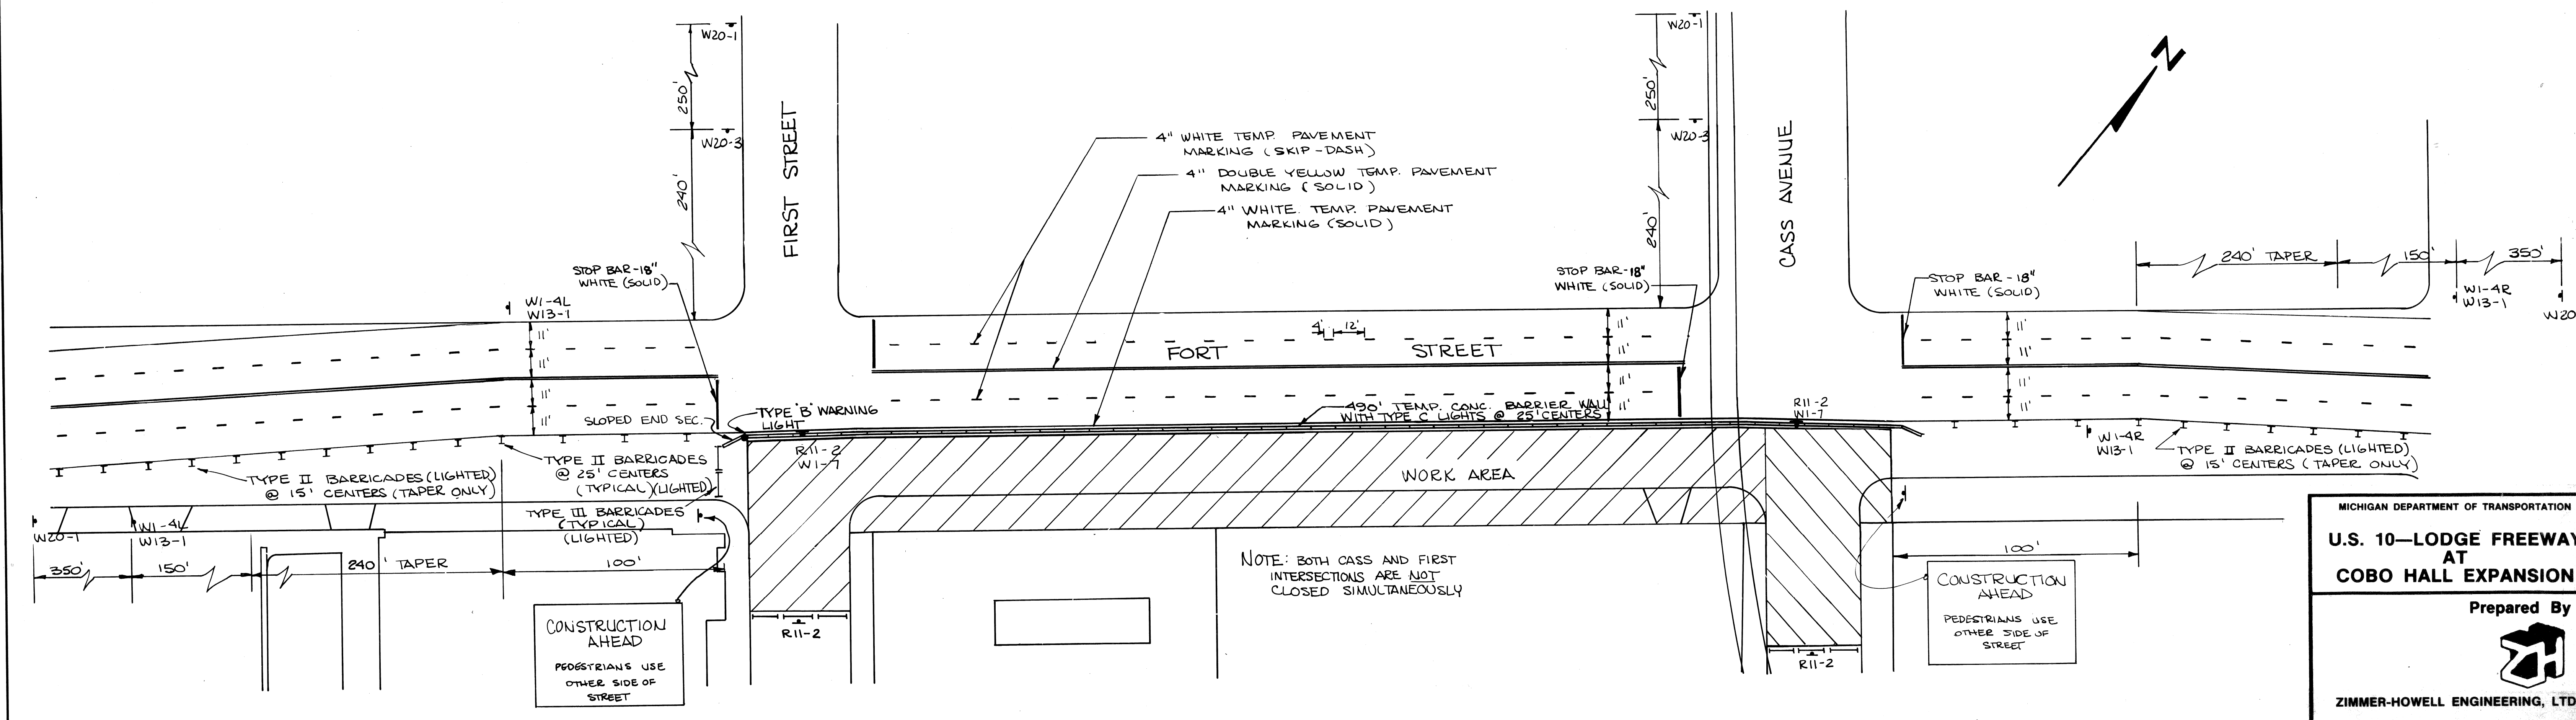 W20-1
250'
W20-3
240'
FIRST STREET
4" WHITE TEMP. PAVEMENT
MARKING (SKIP-DASH)
4" DOUBLE YELLOW TEMP. PAVEMENT
MARKING (SOLID)
4" WHITE. TEMP. PAVEMENT
MARKING (SOLID)
W20-1
250'
W20-3
240'
CASS AVENUE
N
240' TAPER
150'
350'
W1-4R
W13-1
W20
STOP BAR-18"
WHITE (SOLID)
W1-4L
W13-1
STOP BAR-18"
WHITE (SOLID)
STOP BAR-18"
WHITE (SOLID)
11'
11'
11'
11'
4'
12'
FORT STREET
11'
11'
11'
11'
11'
11'
11'
11'
SLOPED END SEC.
TYPE 'B' WARNING
LIGHT
490' TEMP. CONC. BARRIER WALL
WITH TYPE C LIGHTS @ 25' CENTERS
R11-2
W1-7
R11-2
W1-7
W1-4R
W13-1
TYPE II BARRICADES (LIGHTED)
@ 15' CENTERS (TAPER ONLY)
TYPE II BARRICADES (LIGHTED)
@ 15' CENTERS (TAPER ONLY)
TYPE II BARRICADES
@ 25' CENTERS
(TYPICAL)(LIGHTED)
TYPE III BARRICADES
(TYPICAL)
(LIGHTED)
WORK AREA
W20-1
W1-4L
W13-1
350'
150'
240' TAPER
100'
NOTE: BOTH CASS AND FIRST
INTERSECTIONS ARE NOT
CLOSED SIMULTANEOUSLY
100'
CONSTRUCTION
AHEAD
PEDESTRIANS USE
OTHER SIDE OF
STREET
R11-2
R11-2
CONSTRUCTION
AHEAD
PEDESTRIANS USE
OTHER SIDE OF
STREET
MICHIGAN DEPARTMENT OF TRANSPORTATION
U.S. 10—LODGE FREEWAY
AT
COBO HALL EXPANSION
Prepared By
ZH
ZIMMER-HOWELL ENGINEERING, LTD